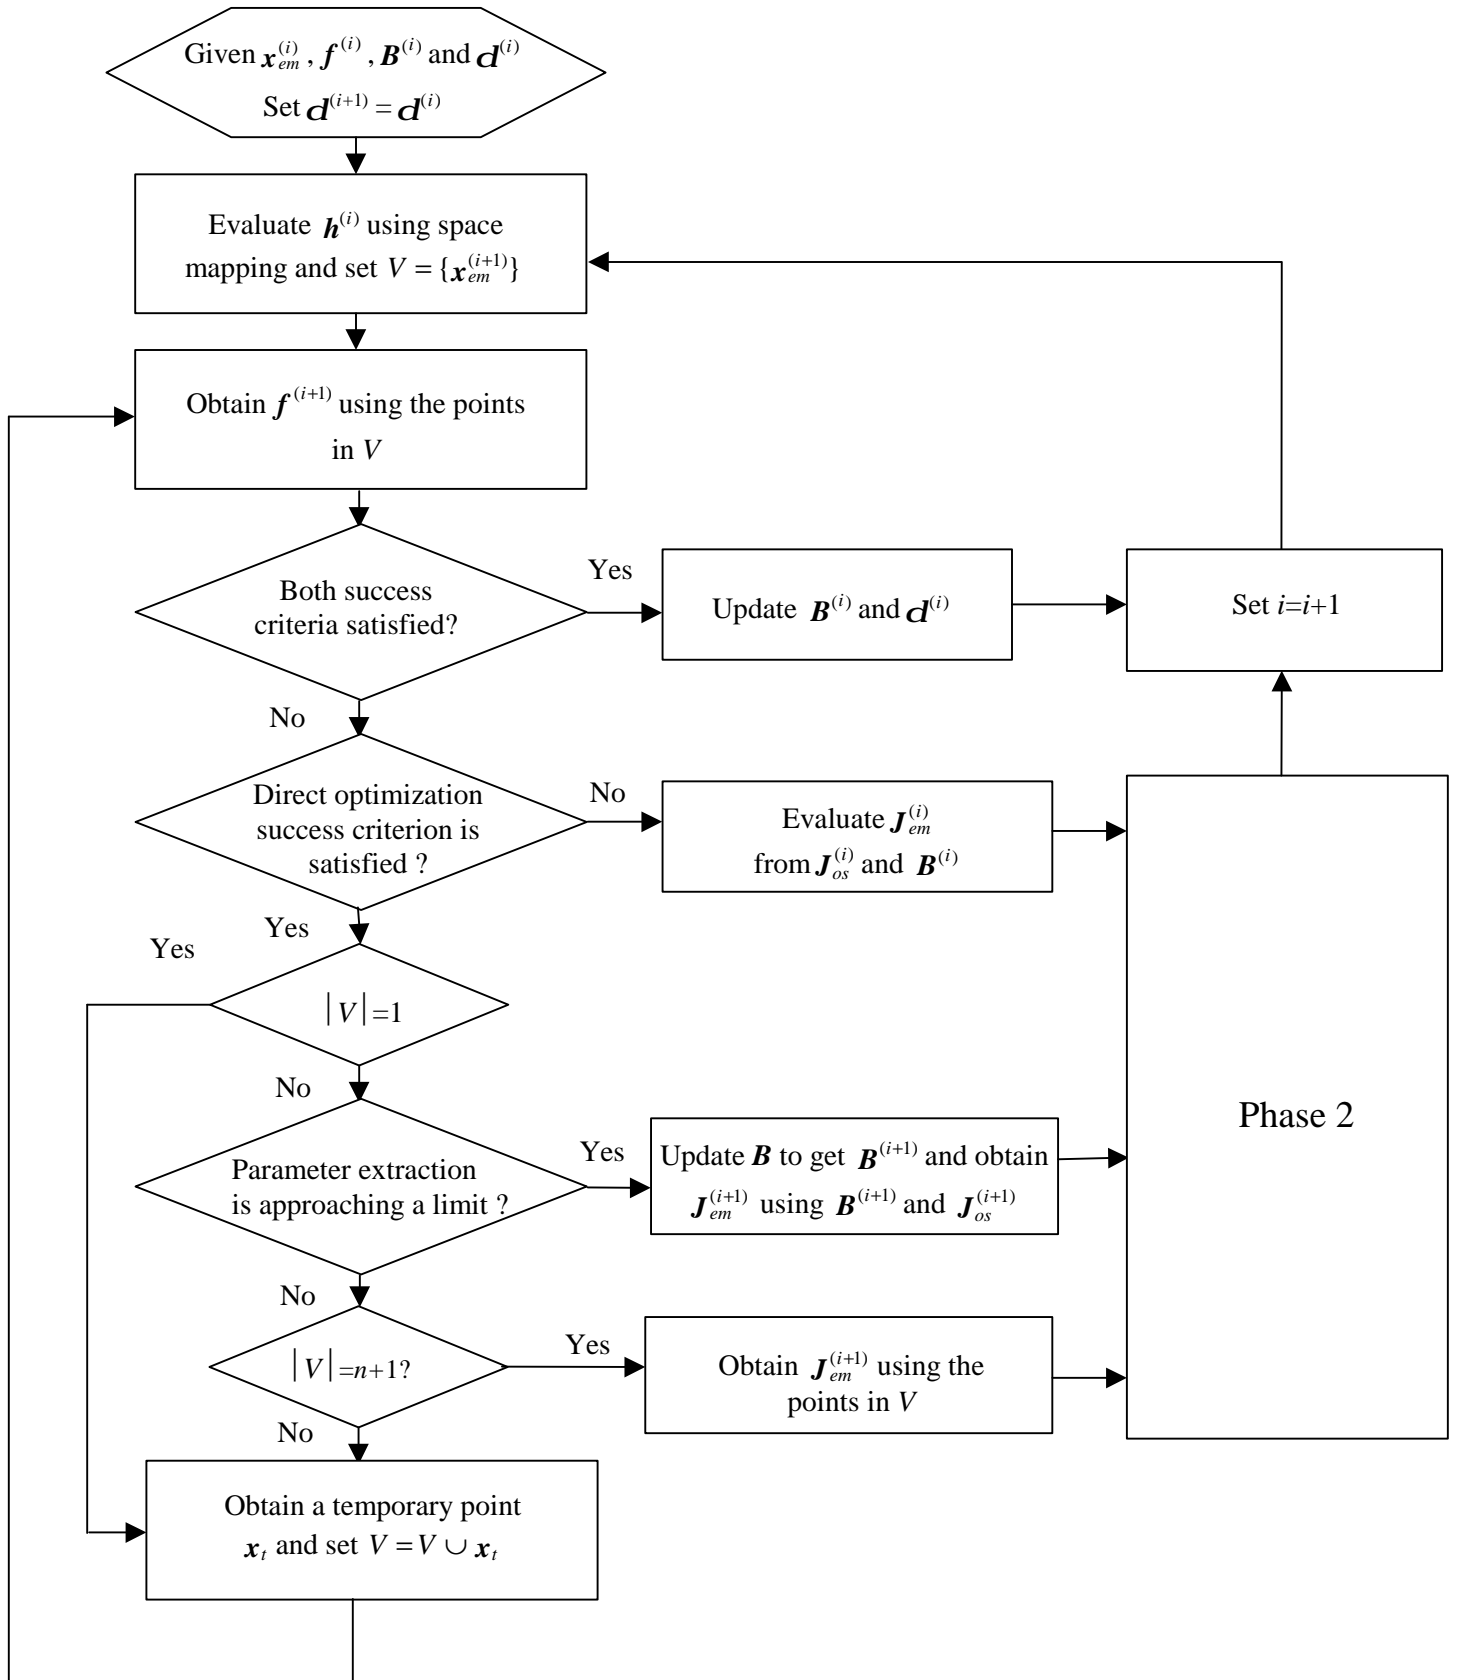 Given x_em^(i), f^(i), B^(i) and d^(i)
Set d^(i+1) = d^(i)
Evaluate h^(i) using space
mapping and set V = {x_em^(i+1)}
Obtain f^(i+1) using the points
in V
Both success
criteria satisfied?
Yes
Update B^(i) and d^(i)
Set i=i+1
No
Direct optimization
success criterion is
satisfied ?
No
Evaluate J_em^(i)
from J_os^(i) and B^(i)
Yes
Yes
|V|=1
No
Parameter extraction
is approaching a limit ?
Yes
Update B to get B^(i+1) and obtain
J_em^(i+1) using B^(i+1) and J_os^(i+1)
Phase 2
No
|V|=n+1?
Yes
Obtain J_em^(i+1) using the
points in V
No
Obtain a temporary point
x_t and set V = V ∪ x_t